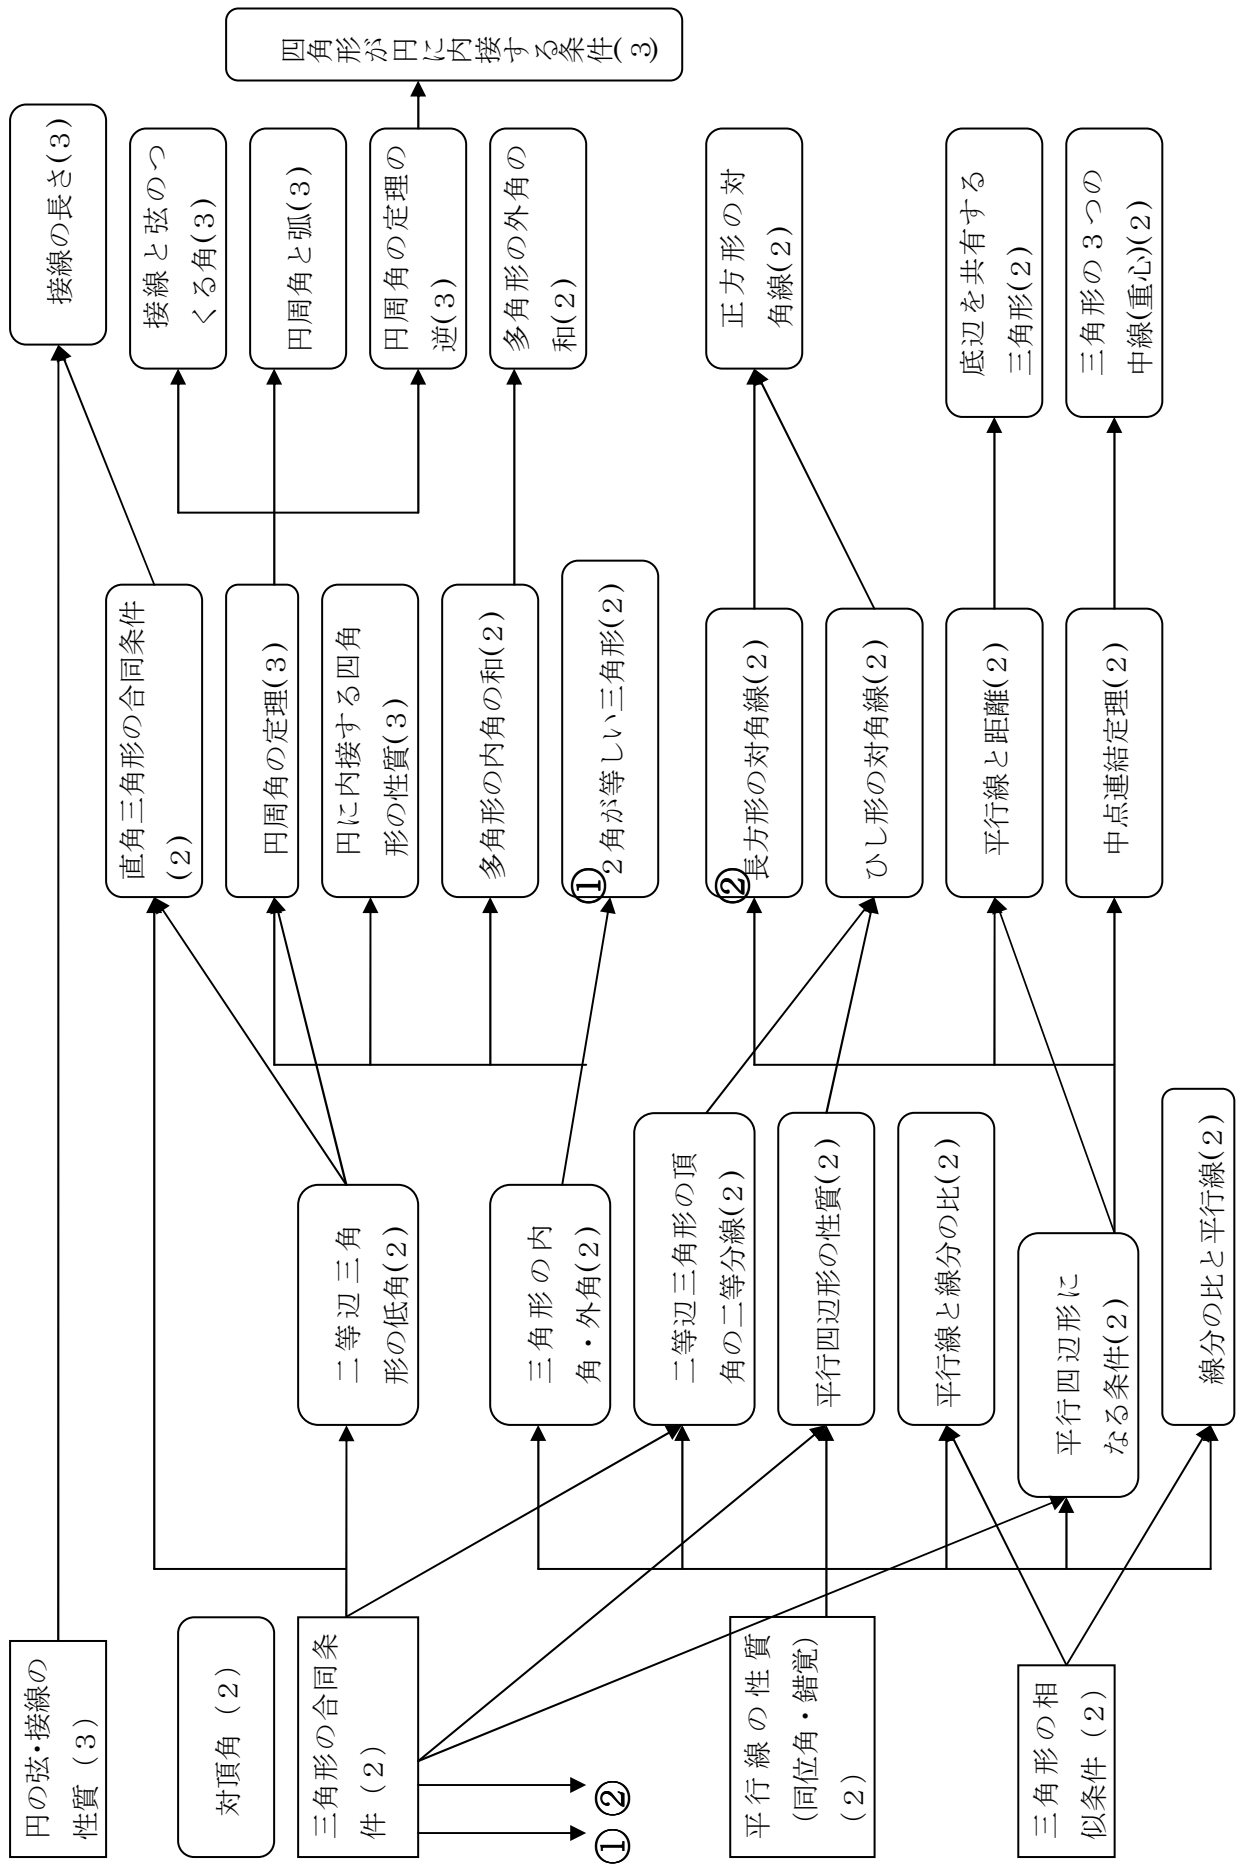 円の弦・接線の
性質（3）
対頂角（2）
三角形の合同条
件（2）
① ②
平行線の性質
(同位角・錯覚)
（2）
三角形の相
似条件（2）
二等辺三角
形の低角(2)
三角形の内
角・外角(2)
二等辺三角形の頂
角の二等分線(2)
平行四辺形の性質(2)
平行線と線分の比(2)
平行四辺形に
なる条件(2)
線分の比と平行線(2)
直角三角形の合同条件
(2)
円周角の定理(3)
円に内接する四角
形の性質(3)
多角形の内角の和(2)
①
2角が等しい三角形(2)
②
長方形の対角線(2)
ひし形の対角線(2)
平行線と距離(2)
中点連結定理(2)
接線の長さ(3)
接線と弦のつ
くる角(3)
円周角と弧(3)
円周角の定理の
逆(3)
多角形の外角の
和(2)
正方形の対
角線(2)
底辺を共有する
三角形(2)
三角形の3つの
中線(重心)(2)
四角形が円に内接する条件(3)